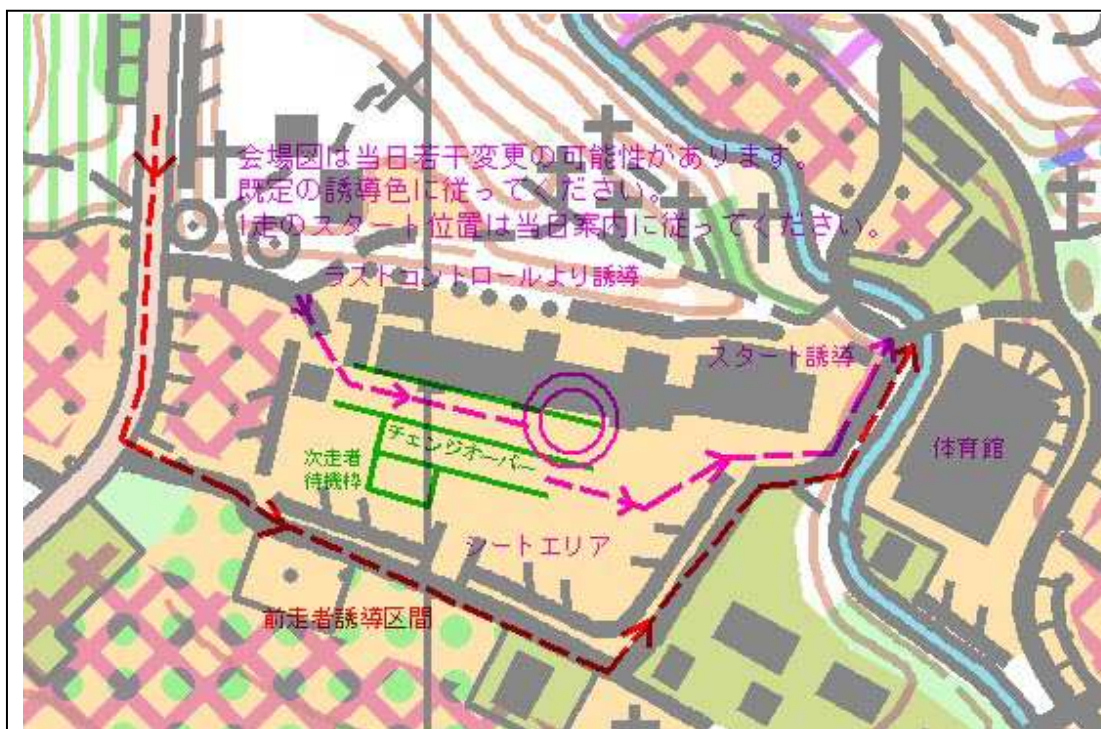 会場図は当日若干変更の可能性があります。
既定の誘導色に従ってください。
1走のスタート位置は当日案内に従ってください。
ラストコントロールより誘導
スタート誘導
チェンジオーバー
次走者
待機枠
体育館
シートエリア
前走者誘導区間